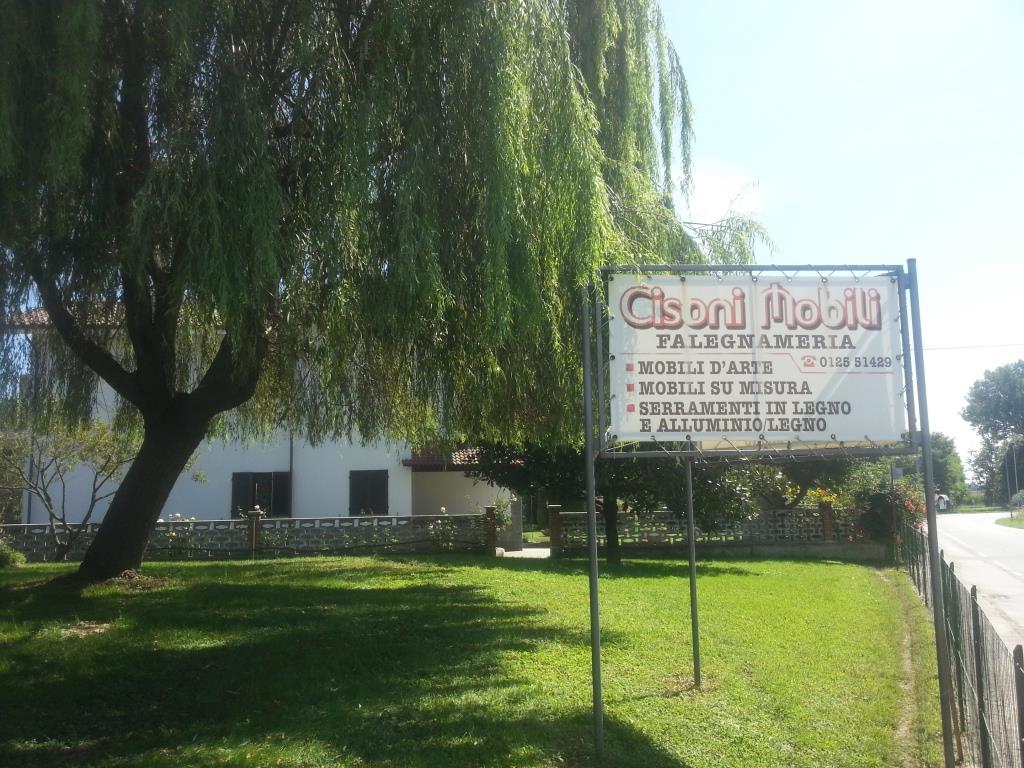 Cisoni Mobili
FALEGNAMERIA
☎ 0125 51429
MOBILI D'ARTE
MOBILI SU MISURA
SERRAMENTI IN LEGNO
E ALLUMINIO/LEGNO